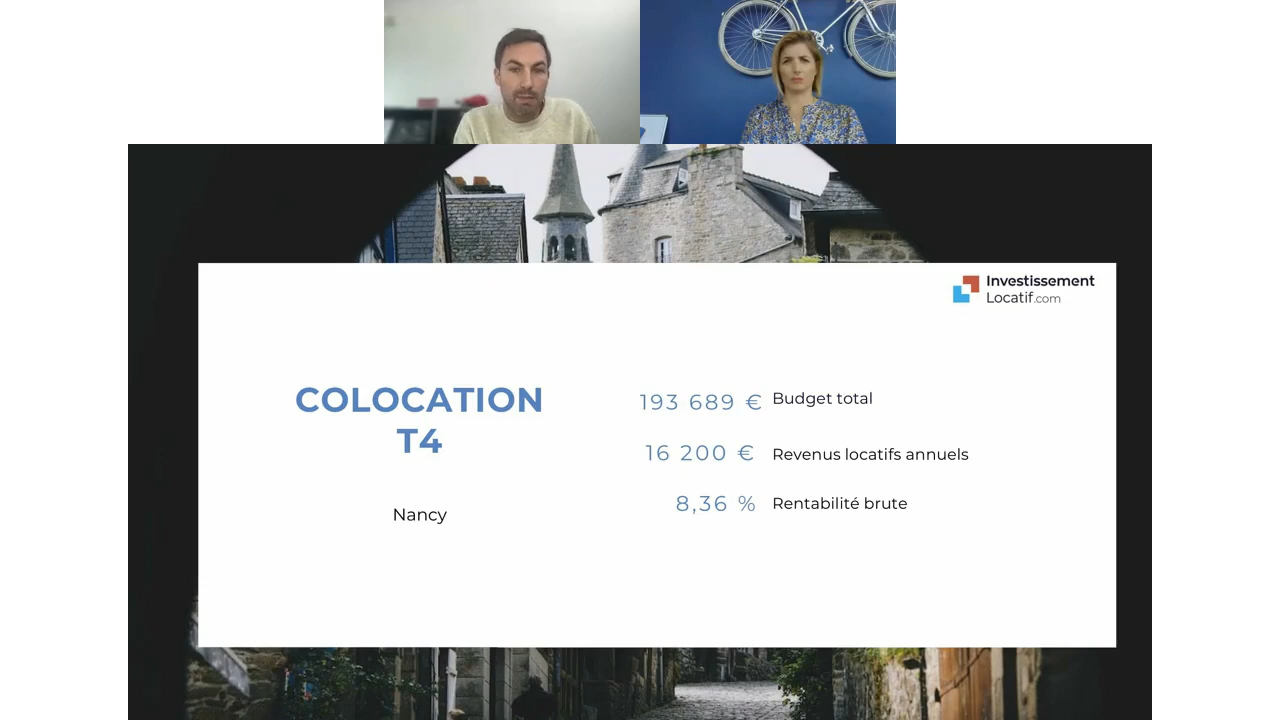 Investissement
Locatif.com
COLOCATION
T4
Nancy
193 689 € Budget total
16 200 € Revenus locatifs annuels
8,36 % Rentabilité brute